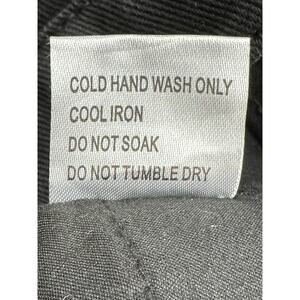 COLD HAND WASH ONLY
COOL IRON
DO NOT SOAK
DO NOT TUMBLE DRY